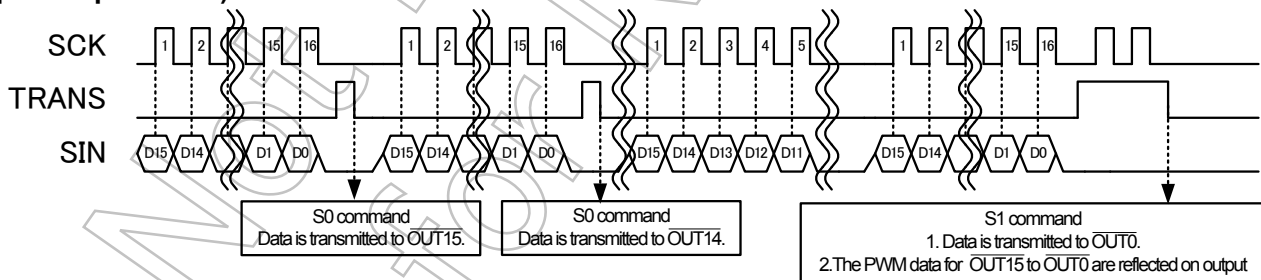 SCK 1 2 15 16 1 2 15 16 1 2 3 4 5 1 2 15 16
TRANS
SIN D15 D14 D1 D0 D15 D14 D1 D0 D15 D14 D13 D12 D11 D15 D14 D1 D0
S0 command
Data is transmitted to OUT15.
S0 command
Data is transmitted to OUT14.
S1 command
1. Data is transmitted to OUT0.
2.The PWM data for OUT15 to OUT0 are reflected on output
Not
for